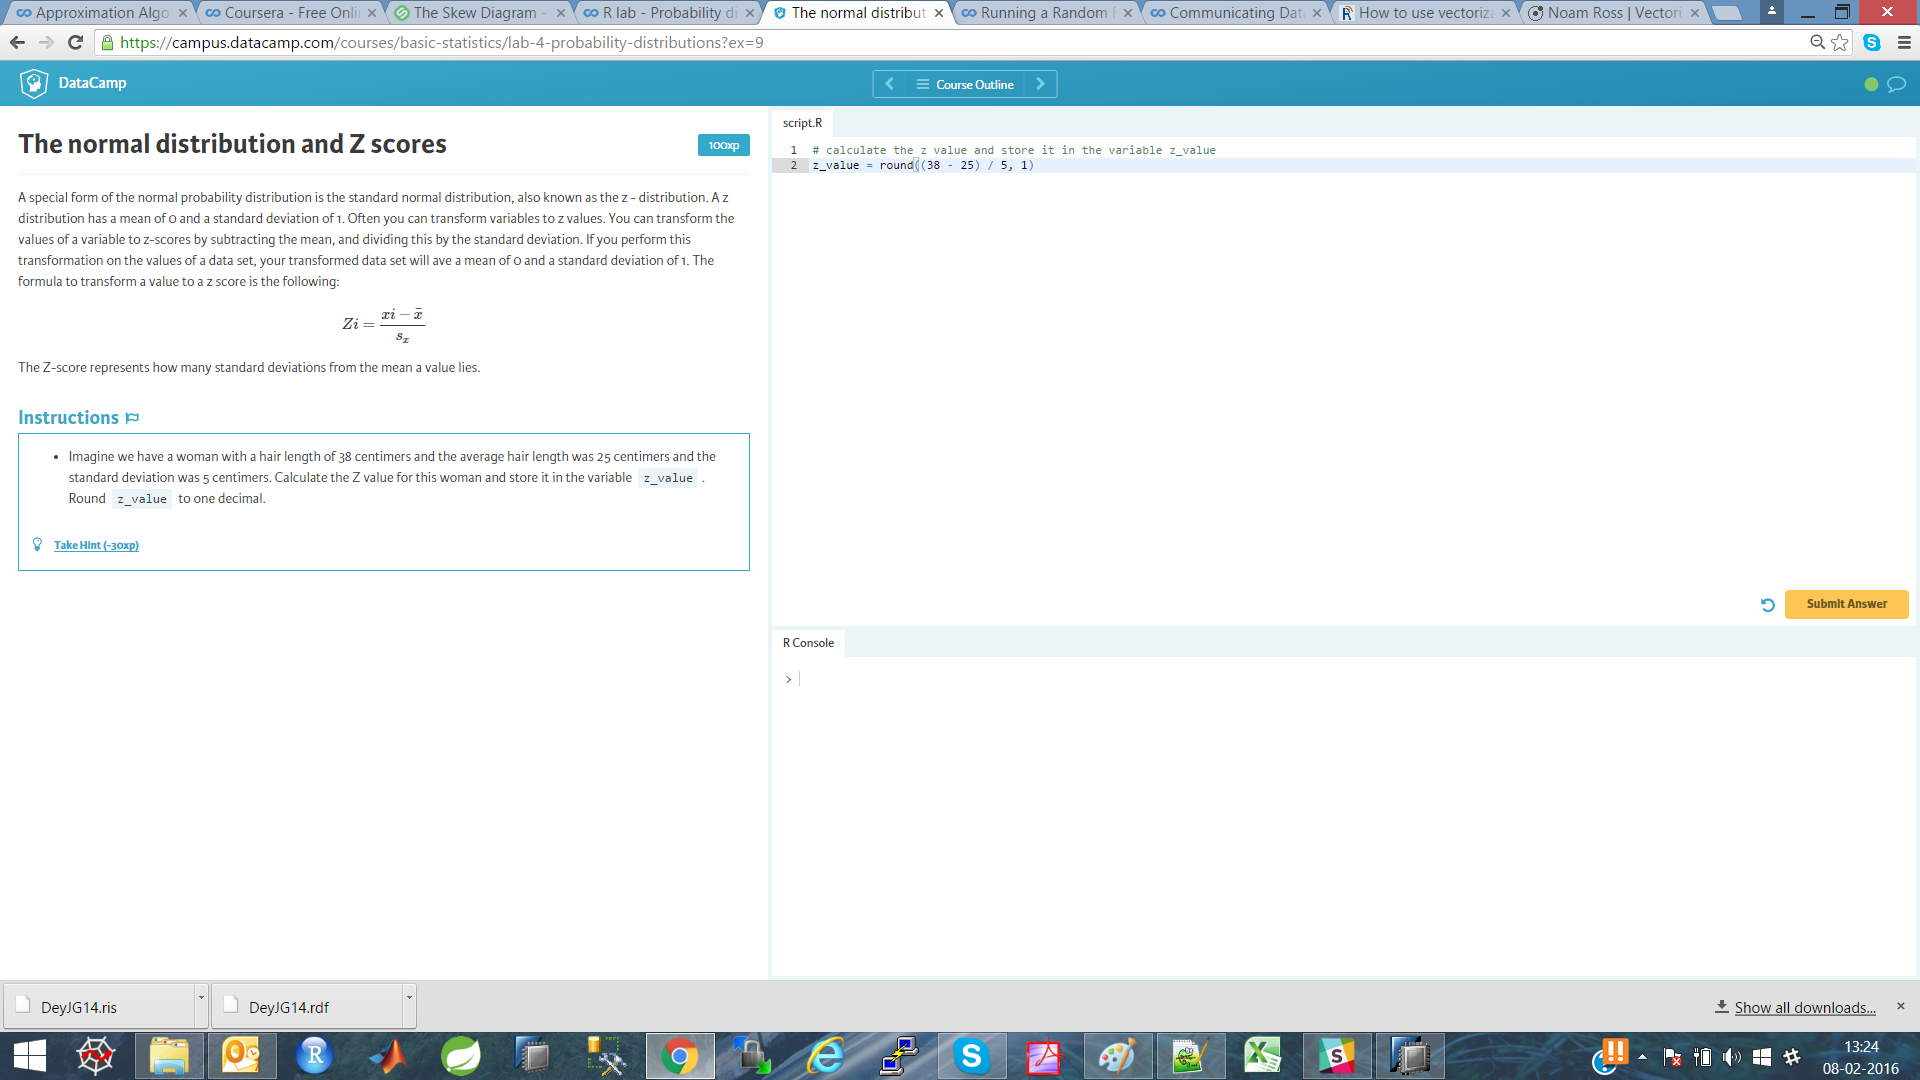 Approximation Algo
Coursera - Free Onli
The Skew Diagram -
R lab - Probability di
The normal distribut
Running a Random F
Communicating Dat
How to use vectoriz
Noam Ross | Vectori
https://campus.datacamp.com/courses/basic-statistics/lab-4-probability-distributions?ex=9
DataCamp
Course Outline
The normal distribution and Z scores
100xp
A special form of the normal probability distribution is the standard normal distribution, also known as the z - distribution. A z
distribution has a mean of 0 and a standard deviation of 1. Often you can transform variables to z values. You can transform the
values of a variable to z-scores by subtracting the mean, and dividing this by the standard deviation. If you perform this
transformation on the values of a data set, your transformed data set will ave a mean of 0 and a standard deviation of 1. The
formula to transform a value to a z score is the following:
Zi = (xi − x̄) / s_x
The Z-score represents how many standard deviations from the mean a value lies.
Instructions
• Imagine we have a woman with a hair length of 38 centimers and the average hair length was 25 centimers and the
standard deviation was 5 centimers. Calculate the Z value for this woman and store it in the variable z_value .
Round z_value to one decimal.
Take Hint (-30xp)
script.R
1 # calculate the z value and store it in the variable z_value
2 z_value = round((38 - 25) / 5, 1)
Submit Answer
R Console
>
DeyJG14.ris
DeyJG14.rdf
Show all downloads...
13:24
08-02-2016